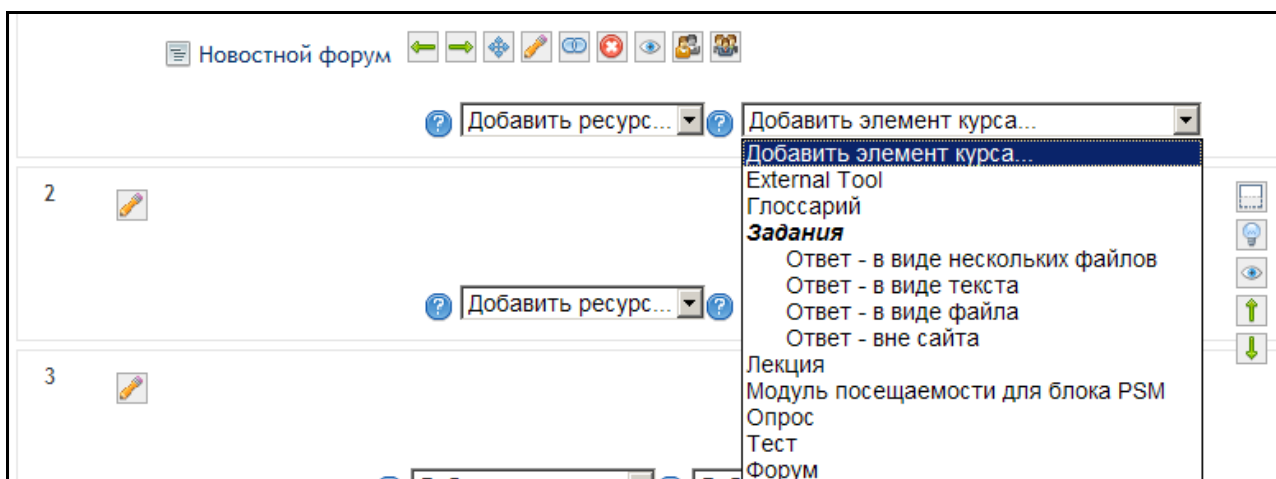 Новостной форум
Добавить ресурс... Добавить элемент курса...
Добавить элемент курса...
External Tool
Глоссарий
Задания
Ответ - в виде нескольких файлов
Ответ - в виде текста
Ответ - в виде файла
Ответ - вне сайта
Лекция
Модуль посещаемости для блока PSM
Опрос
Тест
Форум
2
Добавить ресурс...
3